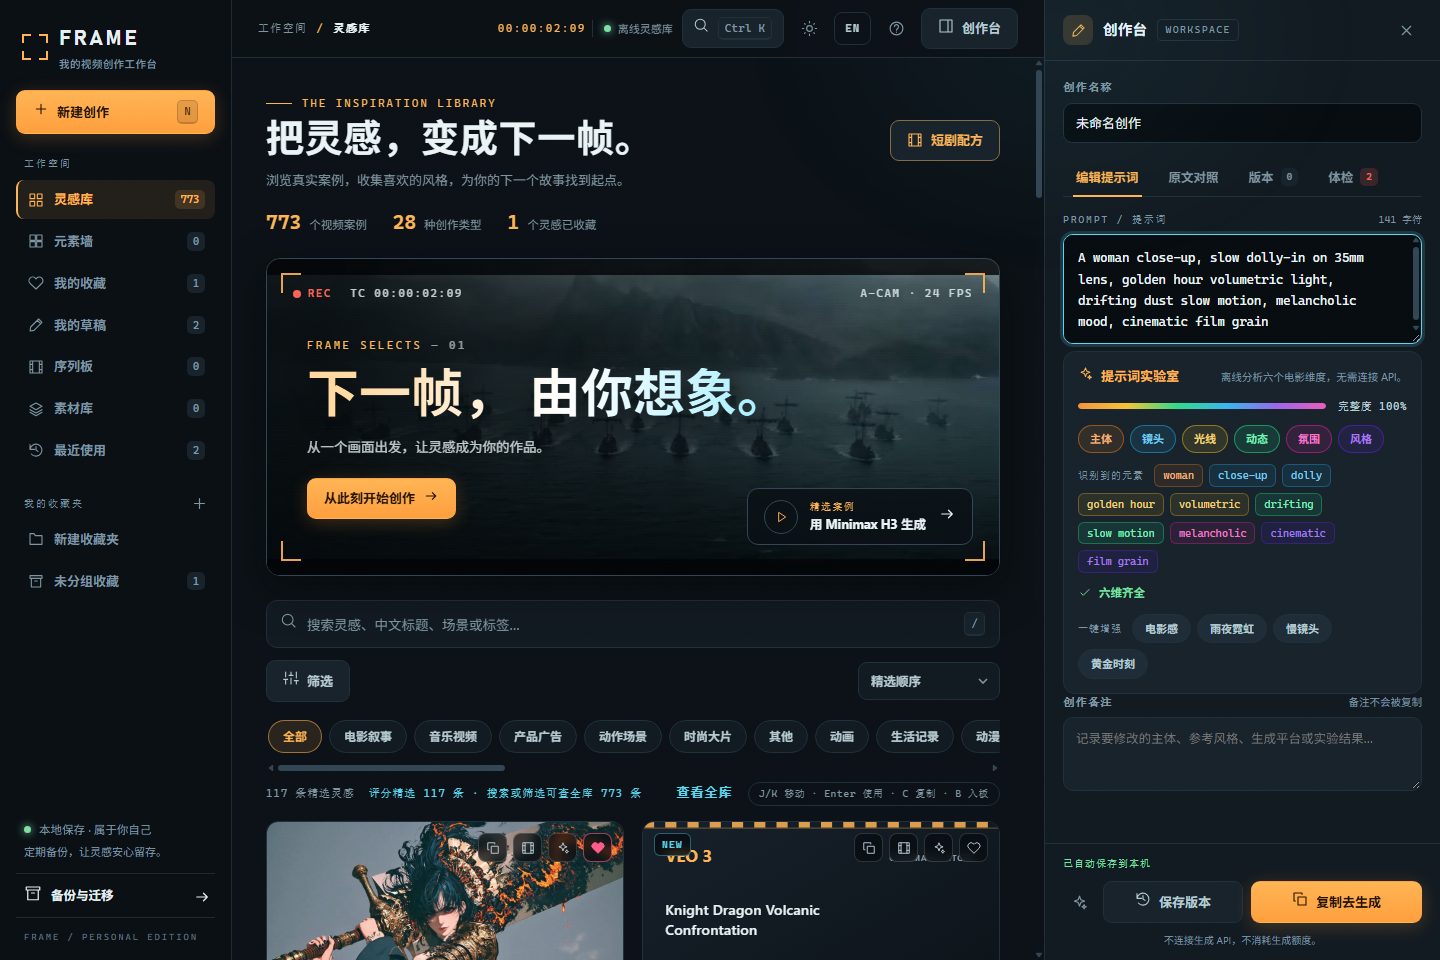 FRAME
我的视频创作工作台
新建创作 N
工作空间
灵感库 773
元素墙 0
我的收藏 1
我的草稿 2
序列板 0
素材库 0
最近使用 2
我的收藏夹
新建收藏夹
未分组收藏 1
本地保存 · 属于你自己
定期备份，让灵感安心留存。
备份与迁移
FRAME / PERSONAL EDITION
工作空间 / 灵感库
00:00:02:09
离线灵感库
Ctrl K
EN
创作台
THE INSPIRATION LIBRARY
把灵感，变成下一帧。
浏览真实案例，收集喜欢的风格，为你的下一个故事找到起点。
短剧配方
773 个视频案例 28 种创作类型 1 个灵感已收藏
REC TC 00:00:02:09
A-CAM · 24 FPS
FRAME SELECTS — 01
下一帧， 由你想象。
从一个画面出发，让灵感成为你的作品。
从此刻开始创作
精选案例
用 Minimax H3 生成
搜索灵感、中文标题、场景或标签... /
筛选
精选顺序
全部 电影叙事 音乐视频 产品广告 动作场景 时尚大片 其他 动画 生活记录 动漫
117 条精选灵感 评分精选 117 条 · 搜索或筛选可查全库 773 条 查看全库 J/K 移动 · Enter 使用 · C 复制 · B 入板
NEW
VEO 3
Knight Dragon Volcanic
Confrontation
创作台 WORKSPACE
创作名称
未命名创作
编辑提示词 原文对照 版本 0 体检 2
PROMPT / 提示词 141 字符
A woman close-up, slow dolly-in on 35mm
lens, golden hour volumetric light,
drifting dust slow motion, melancholic
mood, cinematic film grain
提示词实验室 离线分析六个电影维度，无需连接 API。
完整度 100%
主体 镜头 光线 动态 氛围 风格
识别到的元素 woman close-up dolly
golden hour volumetric drifting
slow motion melancholic cinematic
film grain
六维齐全
一键增强 电影感 雨夜霓虹 慢镜头
黄金时刻
创作备注 备注不会被复制
记录要修改的主体、参考风格、生成平台或实验结果...
已自动保存到本机
保存版本
复制去生成
不连接生成 API，不消耗生成额度。